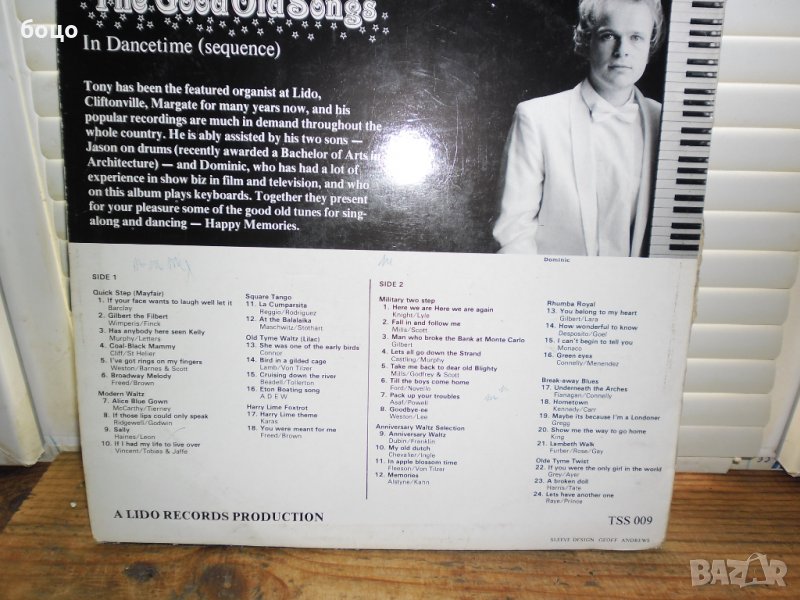 боцо
The Good Old Songs
In Dancetime (sequence)
Tony has been the featured organist at Lido,
Cliftonville, Margate for many years now, and his
popular recordings are much in demand throughout the
whole country. He is ably assisted by his two sons —
Jason on drums (recently awarded a Bachelor of Arts in
Architecture) — and Dominic, who has had a lot of
experience in show biz in film and television, and who
on this album plays keyboards. Together they present
for your pleasure some of the good old tunes for sing-
along and dancing — Happy Memories.
Dominic
SIDE 1
Quick Step (Mayfair)
1. If your face wants to laugh well let it
Barclay
2. Gilbert the Filbert
Wimperis/Finck
3. Has anybody here seen Kelly
Murphy/Letters
4. Coal-Black Mammy
Cliff/St Helier
5. I've got rings on my fingers
Weston/Barnes & Scott
6. Broadway Melody
Freed/Brown
Modern Waltz
7. Alice Blue Gown
McCarthy/Tierney
8. If those lips could only speak
Ridgewell/Godwin
9. Sally
Haines/Leon
10. If I had my life to live over
Vincent/Tobias & Jaffe
Square Tango
11. La Cumparsita
Reggio/Rodriguez
12. At the Balalaika
Maschwitz/Stothart
Old Tyme Waltz (Lilac)
13. She was one of the early birds
Connor
14. Bird in a gilded cage
Lamb/Von Tilzer
15. Cruising down the river
Beadell/Tollerton
16. Eton Boating song
A D E W
Harry Lime Foxtrot
17. Harry Lime theme
Karas
18. You were meant for me
Freed/Brown
SIDE 2
Military two step
1. Here we are Here we are again
Knight/Lyle
2. Fall in and follow me
Mills/Scott
3. Man who broke the Bank at Monte Carlo
Gilbert
4. Lets all go down the Strand
Castling/Murphy
5. Take me back to dear old Blighty
Mills/Godfrey & Scott
6. Till the boys come home
Ford/Novello
7. Pack up your troubles
Asaf/Powell
8. Goodbye-ee
Weston/Lee
Anniversary Waltz Selection
9. Anniversary Waltz
Dubin/Franklin
10. My old dutch
Chevalier/Ingle
11. In apple blossom time
Fleeson/Von Tilzer
12. Memories
Alstyne/Kahn
Rhumba Royal
13. You belong to my heart
Gilbert/Lara
14. How wonderful to know
Desposito/Goel
15. I can't begin to tell you
Monaco
16. Green eyes
Connelly/Menendez
Break-away Blues
17. Underneath the Arches
Flanagan/Connelly
18. Hometown
Kennedy/Carr
19. Maybe its because I'm a Londoner
Gregg
20. Show me the way to go home
King
21. Lambeth Walk
Furber/Rose/Gay
Olde Tyme Twist
22. If you were the only girl in the world
Grey/Ayer
23. A broken doll
Harris/Tate
24. Lets have another one
Raye/Prince
A LIDO RECORDS PRODUCTION
TSS 009
SLEEVE DESIGN GEOFF ANDREWS
BAZAR